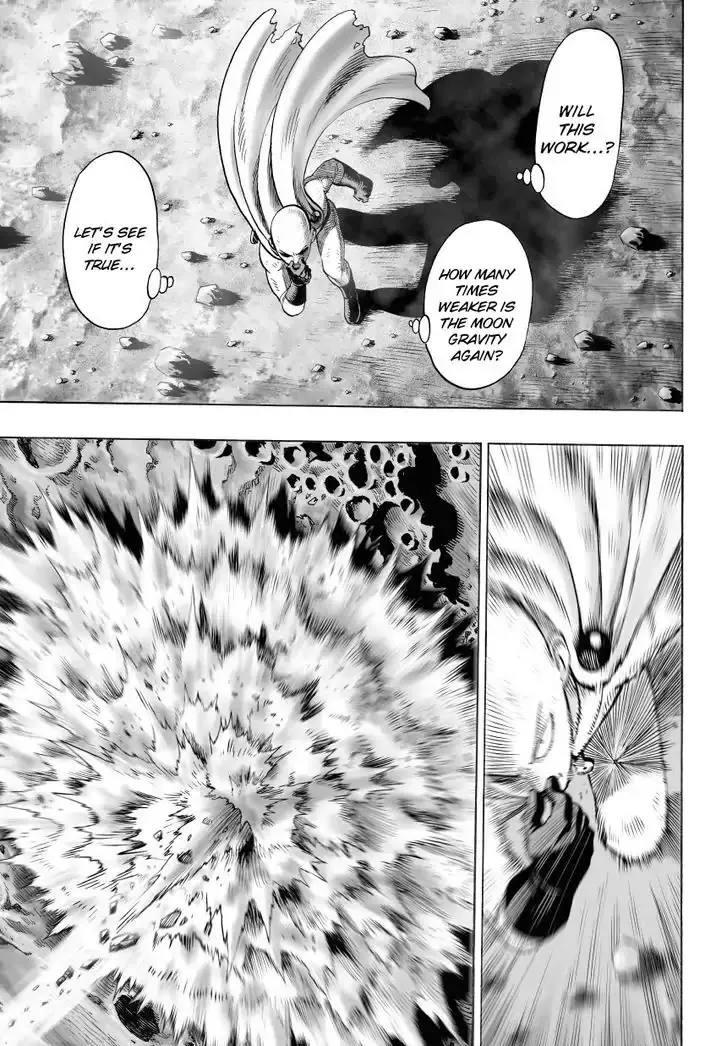 WILL
THIS
WORK...?
HOW MANY
TIMES
WEAKER IS
THE MOON
GRAVITY
AGAIN?
LET'S SEE
IF IT'S
TRUE...